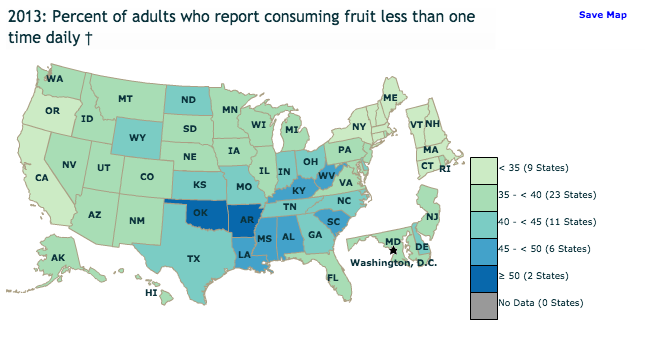 2013: Percent of adults who report consuming fruit less than one
time daily †
Save Map
WA
OR
CA
ID
NV
AZ
MT
WY
UT
CO
NM
ND
SD
NE
KS
OK
TX
MN
IA
MO
AR
LA
WI
IL
MI
IN
OH
KY
TN
MS
AL
GA
WV
VA
NC
SC
FL
PA
NY
ME
VT
NH
MA
CT
RI
NJ
DE
MD
Washington, D.C.
AK
HI
< 35 (9 States)
35 - < 40 (23 States)
40 - < 45 (11 States)
45 - < 50 (6 States)
≥ 50 (2 States)
No Data (0 States)